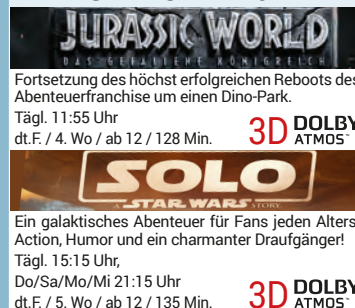 JURASSIC WORLD
DAS GEFALLENE KÖNIGREICH
Fortsetzung des höchst erfolgreichen Reboots des
Abenteuerfranchise um einen Dino-Park.
Tägl. 11:55 Uhr
dt.F. / 4. Wo / ab 12 / 128 Min.
3D DOLBY
ATMOS
SOLO
A STAR WARS STORY
Ein galaktisches Abenteuer für Fans jeden Alters
Action, Humor und ein charmanter Draufgänger!
Tägl. 15:15 Uhr,
Do/Sa/Mo/Mi 21:15 Uhr
dt.F. / 5. Wo / ab 12 / 135 Min.
3D DOLBY
ATMOS